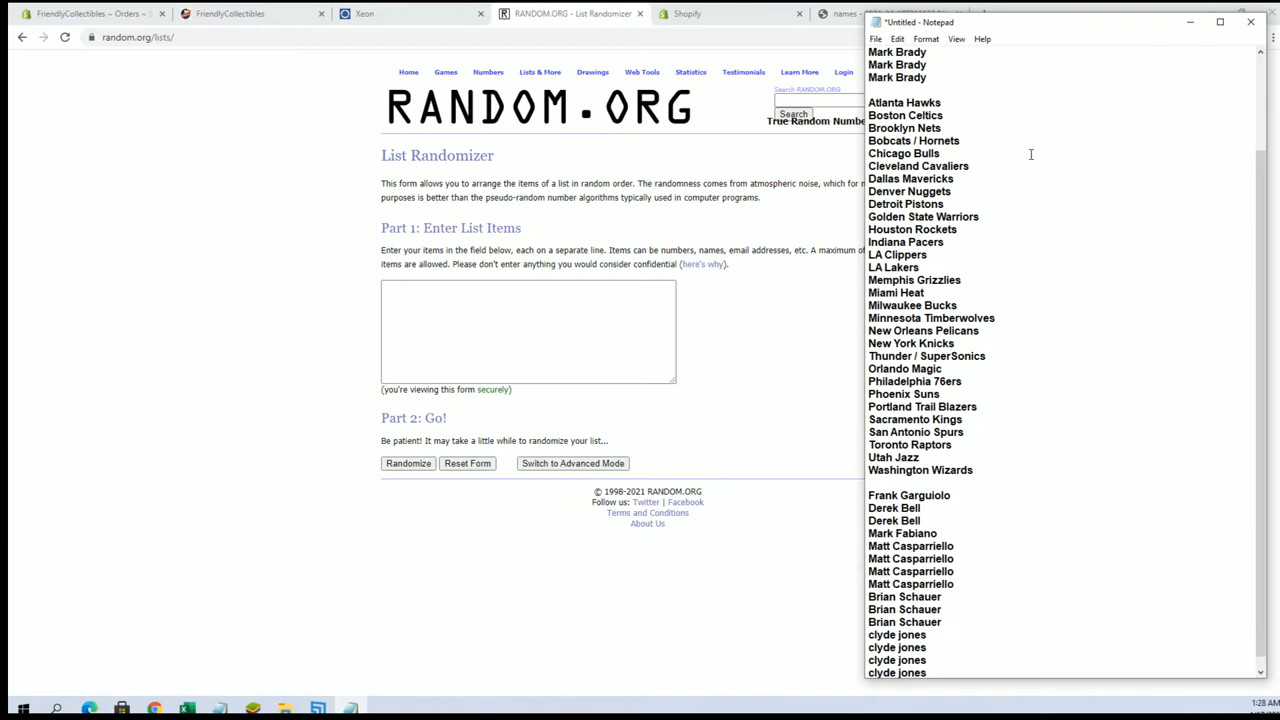 FriendlyCollectibles – Orders – S
FriendlyCollectibles
Xeon
RANDOM.ORG - List Randomizer
Shopify
random.org/lists/
Home Games Numbers Lists & More Drawings Web Tools Statistics Testimonials Learn More Login
RANDOM.ORG
Search RANDOM.ORG
Search
True Random Numbe
List Randomizer
This form allows you to arrange the items of a list in random order. The randomness comes from atmospheric noise, which for m
purposes is better than the pseudo-random number algorithms typically used in computer programs.
Part 1: Enter List Items
Enter your items in the field below, each on a separate line. Items can be numbers, names, email addresses, etc. A maximum of
items are allowed. Please don't enter anything you would consider confidential (here's why).
(you're viewing this form securely)
Part 2: Go!
Be patient! It may take a little while to randomize your list...
Randomize Reset Form Switch to Advanced Mode
© 1998-2021 RANDOM.ORG
Follow us: Twitter | Facebook
Terms and Conditions
About Us
*Untitled - Notepad
File Edit Format View Help
Mark Brady
Mark Brady
Mark Brady
Atlanta Hawks
Boston Celtics
Brooklyn Nets
Bobcats / Hornets
Chicago Bulls
Cleveland Cavaliers
Dallas Mavericks
Denver Nuggets
Detroit Pistons
Golden State Warriors
Houston Rockets
Indiana Pacers
LA Clippers
LA Lakers
Memphis Grizzlies
Miami Heat
Milwaukee Bucks
Minnesota Timberwolves
New Orleans Pelicans
New York Knicks
Thunder / SuperSonics
Orlando Magic
Philadelphia 76ers
Phoenix Suns
Portland Trail Blazers
Sacramento Kings
San Antonio Spurs
Toronto Raptors
Utah Jazz
Washington Wizards
Frank Garguiolo
Derek Bell
Derek Bell
Mark Fabiano
Matt Casparriello
Matt Casparriello
Matt Casparriello
Matt Casparriello
Brian Schauer
Brian Schauer
Brian Schauer
clyde jones
clyde jones
clyde jones
clyde jones
1:28 AM